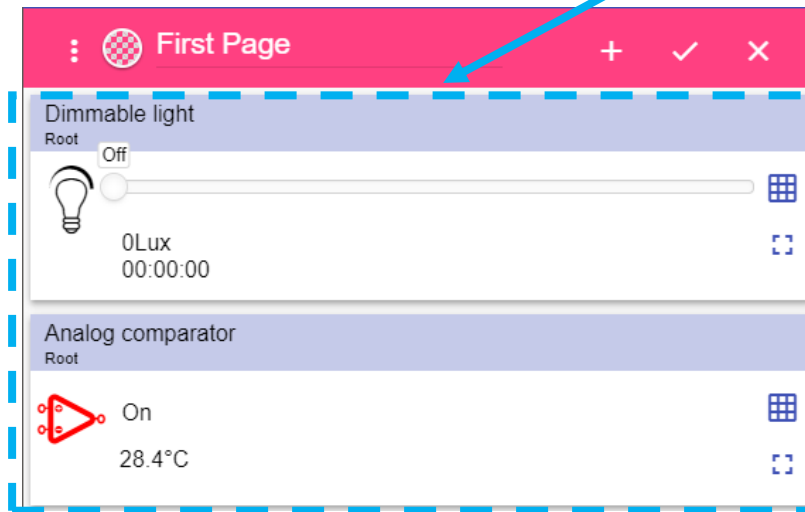 First Page
Dimmable light
Root
Off
0Lux
00:00:00
Analog comparator
Root
On
28.4°C